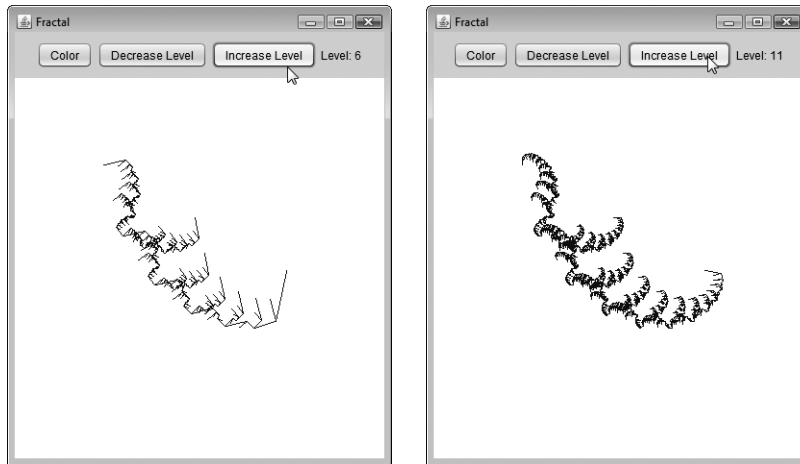 Fractal
Color Decrease Level Increase Level Level: 6
Fractal
Color Decrease Level Increase Level Level: 11